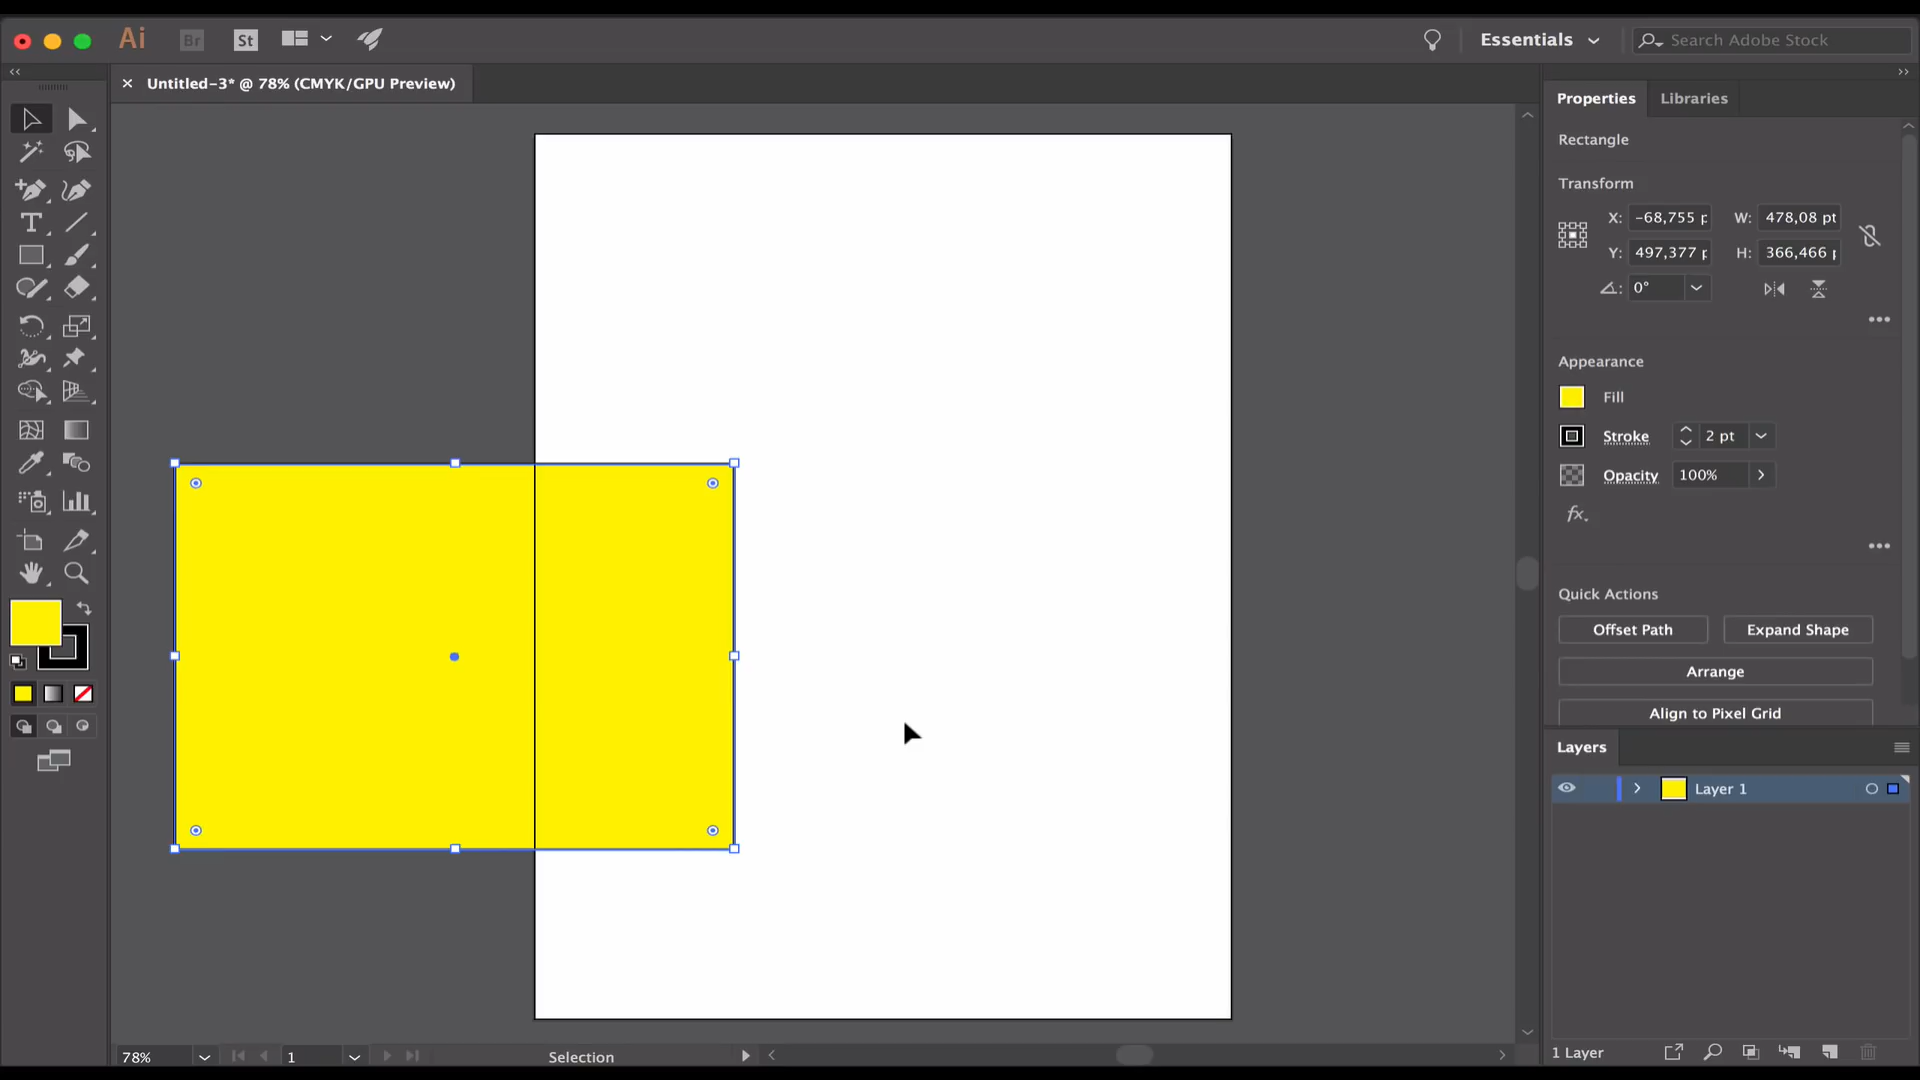 Ai Br St Essentials Search Adobe Stock
× Untitled-3* @ 78% (CMYK/GPU Preview)
Properties Libraries
Rectangle
Transform
X: -68,755 p W: 478,08 pt
Y: 497,377 p H: 366,466
0°
Appearance
Fill
Stroke 2 pt
Opacity 100%
fx
Quick Actions
Offset Path Expand Shape
Arrange
Align to Pixel Grid
Layers
Layer 1
78% 1 Selection
1 Layer